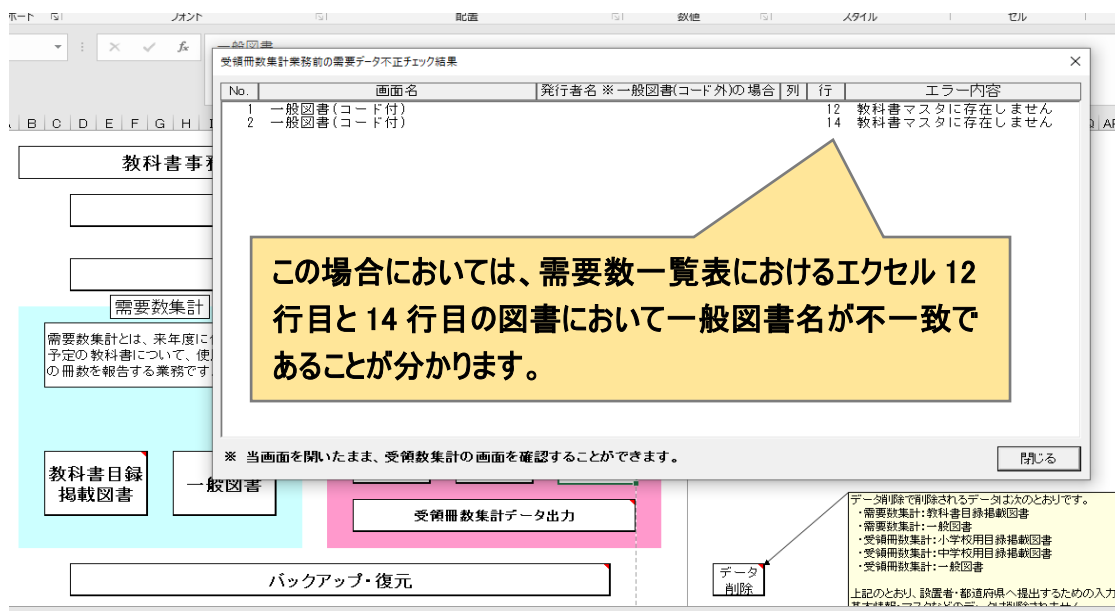 フォント
配置
数値
スタイル
セル
fx
一般図書
受領冊数集計業務前の需要データ不正チェック結果
No. 画面名 発行者名 ※一般図書(コード外)の場合 列 行 エラー内容
1 一般図書(コード付) 12 教科書マスタに存在しません
2 一般図書(コード付) 14 教科書マスタに存在しません
B C D E F G H
教科書事
この場合においては、需要数一覧表におけるエクセル 12
行目と 14 行目の図書において一般図書名が不一致で
あることが分かります。
需要数集計
需要数集計とは、来年度に
予定の教科書について、使
の冊数を報告する業務です
※ 当画面を開いたまま、受領数集計の画面を確認することができます。
閉じる
教科書目録
掲載図書
一般図書
受領冊数集計データ出力
バックアップ・復元
データ
削除
データ削除で削除されるデータは次のとおりです。
・需要数集計:教科書目録掲載図書
・需要数集計:一般図書
・受領冊数集計:小学校用目録掲載図書
・受領冊数集計:中学校用目録掲載図書
・受領冊数集計:一般図書
上記のとおり、設置者・都道府県へ提出するための入力